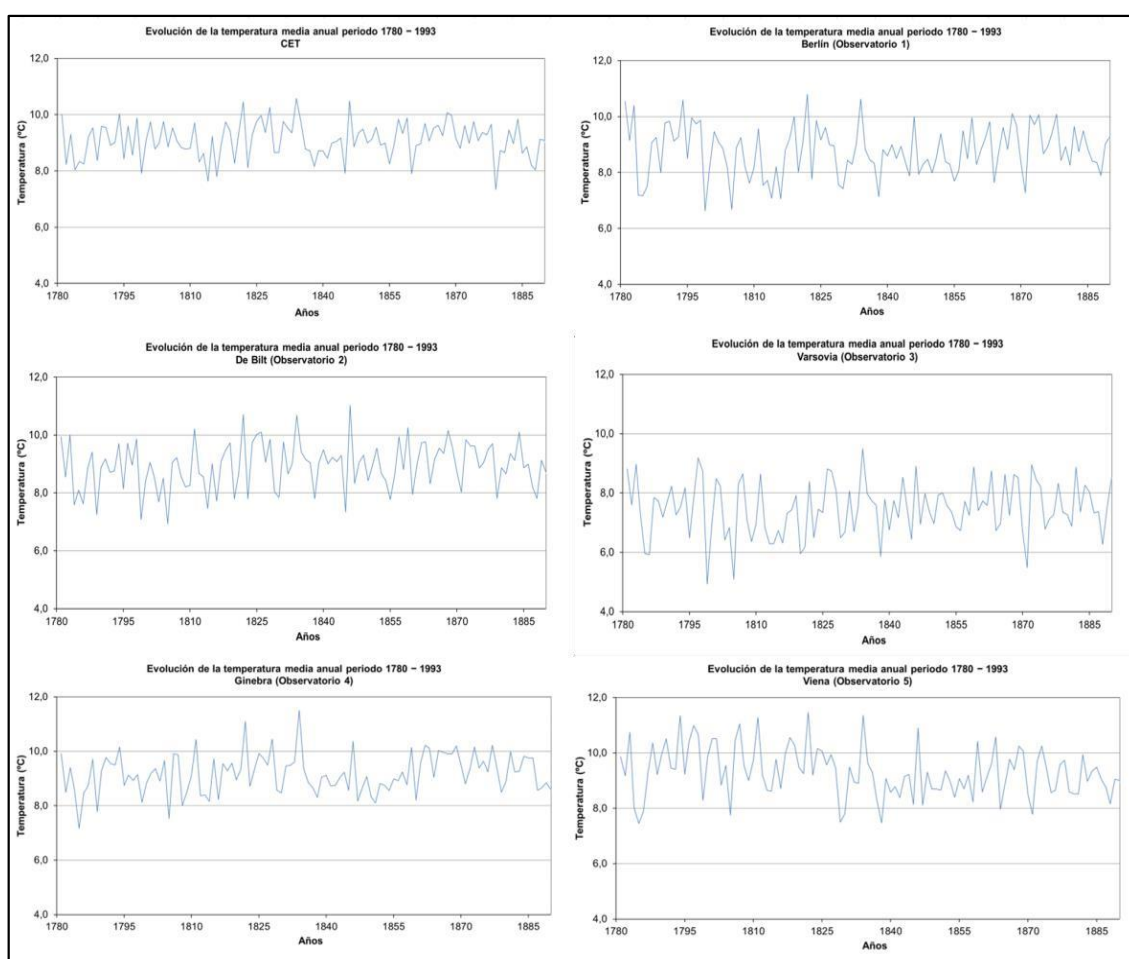 Evolución de la temperatura media anual periodo 1780 – 1993
CET
12,0
10,0
8,0
6,0
4,0
Temperatura (ºC)
1780 1795 1810 1825 1840 1855 1870 1885
Años
Evolución de la temperatura media anual periodo 1780 – 1993
Berlín (Observatorio 1)
12,0
10,0
8,0
6,0
4,0
Temperatura (ºC)
1780 1795 1810 1825 1840 1855 1870 1885
Años
Evolución de la temperatura media anual periodo 1780 – 1993
De Bilt (Observatorio 2)
12,0
10,0
8,0
6,0
4,0
Temperatura (ºC)
1780 1795 1810 1825 1840 1855 1870 1885
Años
Evolución de la temperatura media anual periodo 1780 – 1993
Varsovia (Observatorio 3)
12,0
10,0
8,0
6,0
4,0
Temperatura (ºC)
1780 1795 1810 1825 1840 1855 1870 1885
Años
Evolución de la temperatura media anual periodo 1780 – 1993
Ginebra (Observatorio 4)
12,0
10,0
8,0
6,0
4,0
Temperatura (ºC)
1780 1795 1810 1825 1840 1855 1870 1885
Años
Evolución de la temperatura media anual periodo 1780 – 1993
Viena (Observatorio 5)
12,0
10,0
8,0
6,0
4,0
Temperatura (ºC)
1780 1795 1810 1825 1840 1855 1870 1885
Años